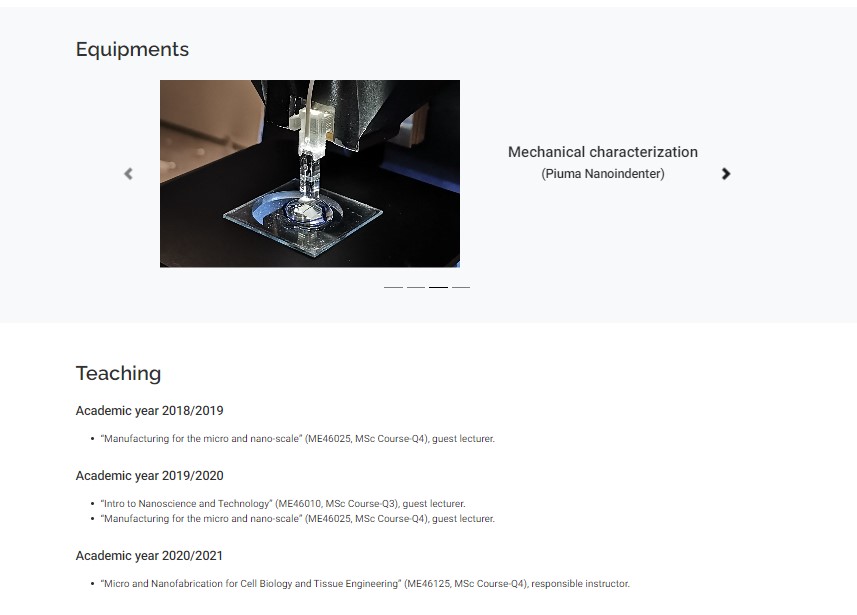 Equipments
Mechanical characterization
(Piuma Nanoindenter)
Teaching
Academic year 2018/2019
• “Manufacturing for the micro and nano-scale” (ME46025, MSc Course-Q4), guest lecturer.
Academic year 2019/2020
• “Intro to Nanoscience and Technology” (ME46010, MSc Course-Q3), guest lecturer.
• “Manufacturing for the micro and nano-scale” (ME46025, MSc Course-Q4), guest lecturer.
Academic year 2020/2021
• “Micro and Nanofabrication for Cell Biology and Tissue Engineering” (ME46125, MSc Course-Q4), responsible instructor.